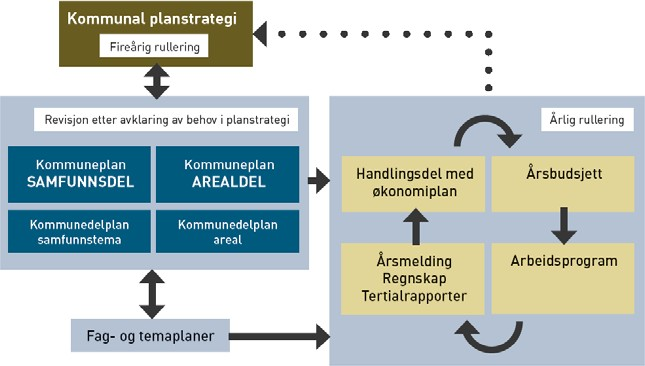 Kommunal planstrategi
Fireårig rullering
Revisjon etter avklaring av behov i planstrategi
Kommuneplan
SAMFUNNSDEL
Kommuneplan
AREALDEL
Kommunedelplan
samfunnstema
Kommunedelplan
areal
Fag- og temaplaner
Årlig rullering
Handlingsdel med
økonomiplan
Årsbudsjett
Årsmelding
Regnskap
Tertialrapporter
Arbeidsprogram